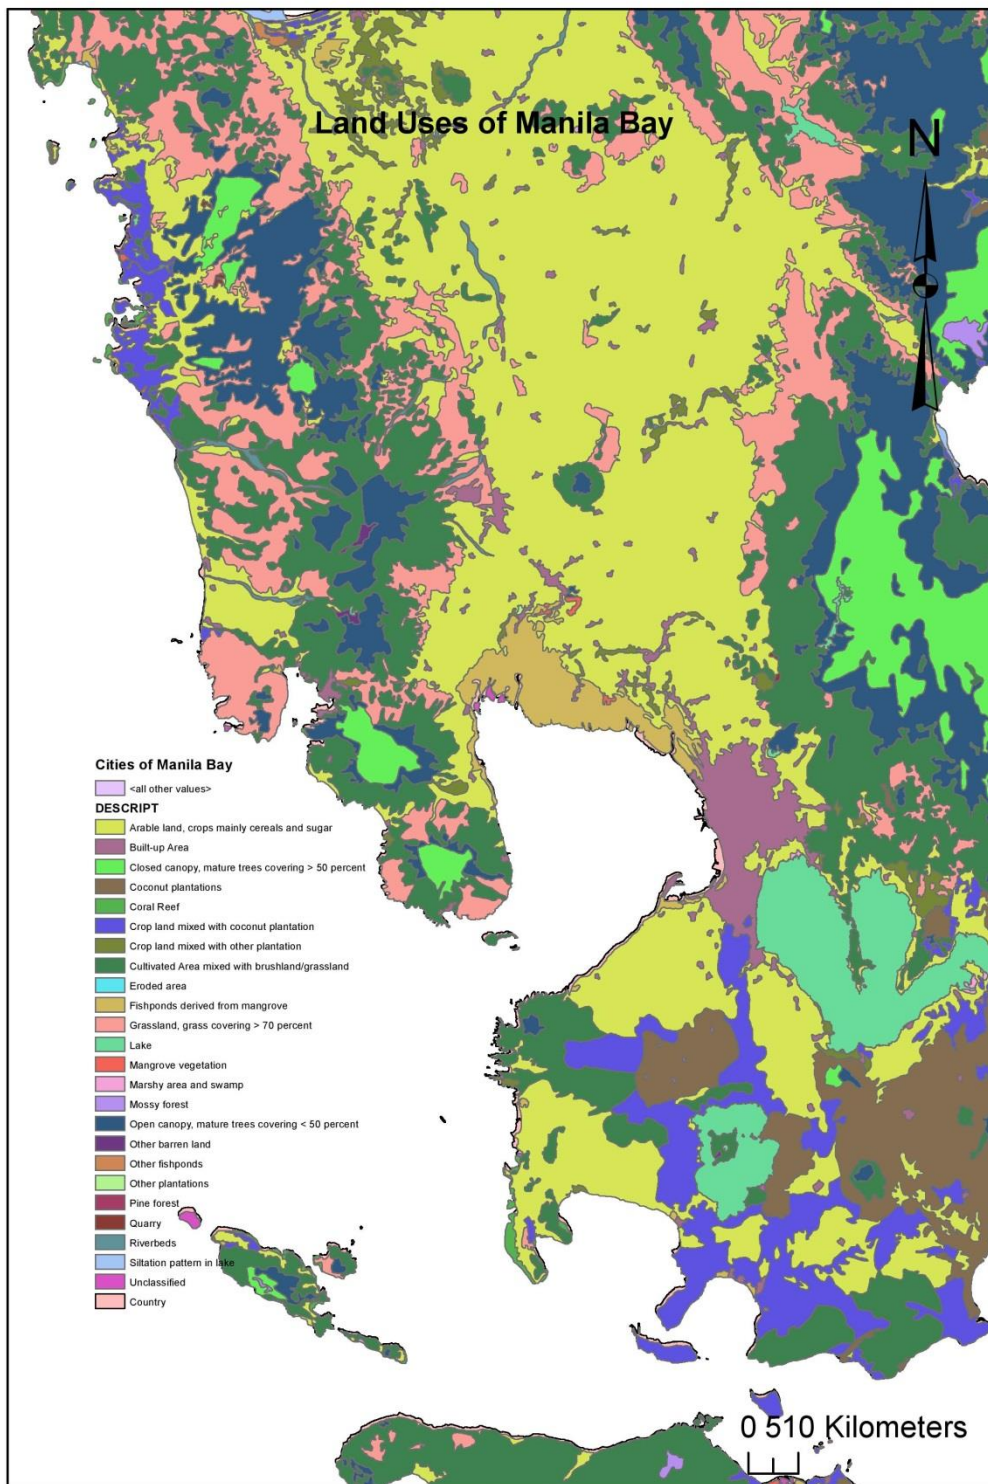 Land Uses of Manila Bay
N
Cities of Manila Bay
<all other values>
DESCRIPT
Arable land, crops mainly cereals and sugar
Built-up Area
Closed canopy, mature trees covering > 50 percent
Coconut plantations
Coral Reef
Crop land mixed with coconut plantation
Crop land mixed with other plantation
Cultivated Area mixed with brushland/grassland
Eroded area
Fishponds derived from mangrove
Grassland, grass covering > 70 percent
Lake
Mangrove vegetation
Marshy area and swamp
Mossy forest
Open canopy, mature trees covering < 50 percent
Other barren land
Other fishponds
Other plantations
Pine forest
Quarry
Riverbeds
Siltation pattern in lake
Unclassified
Country
0 510 Kilometers